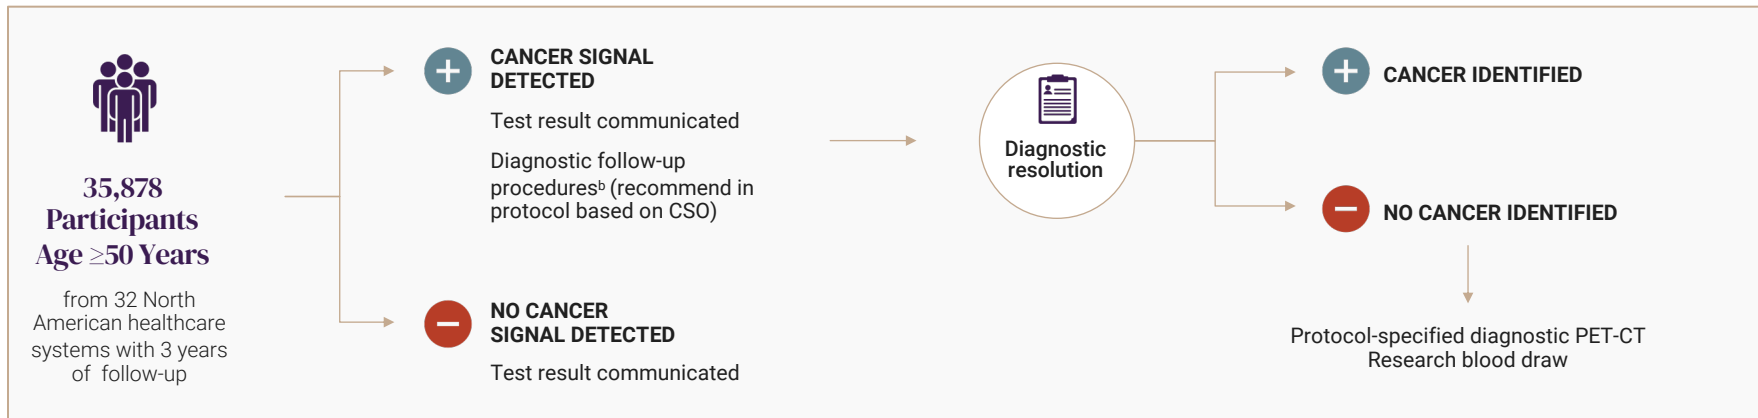 35,878
Participants
Age ≥50 Years
from 32 North
American healthcare
systems with 3 years
of follow-up
CANCER SIGNAL
DETECTED
Test result communicated
Diagnostic follow-up
proceduresᵇ (recommend in
protocol based on CSO)
NO CANCER
SIGNAL DETECTED
Test result communicated
Diagnostic
resolution
CANCER IDENTIFIED
NO CANCER IDENTIFIED
Protocol-specified diagnostic PET-CT
Research blood draw